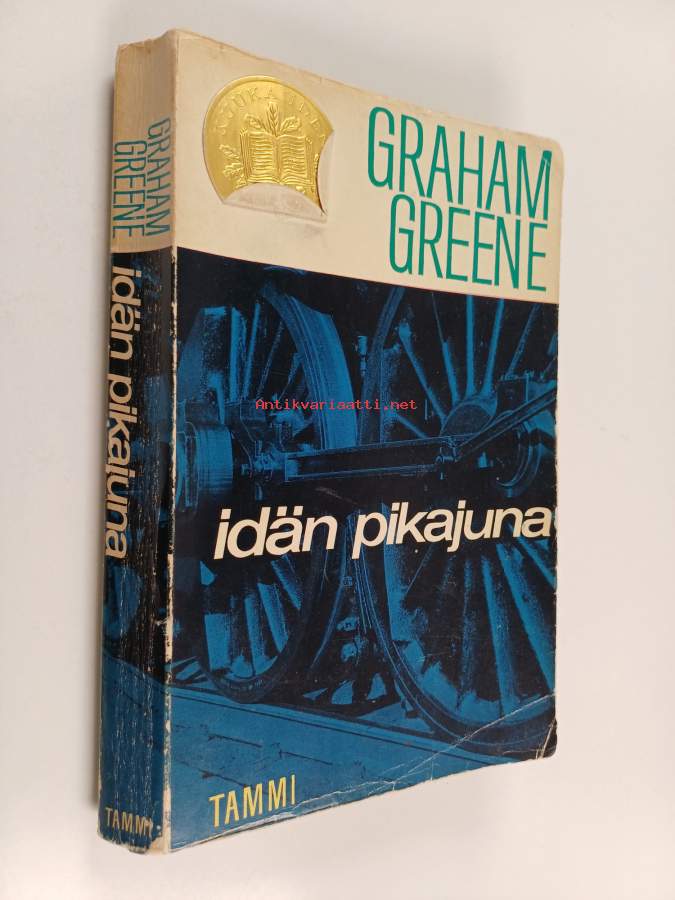 GRAHAM
GREENE
idän pikajuna
TAMMI
GRAHAM
GREENE
idän pikajuna
TAMMI
Antikvariaatti.net